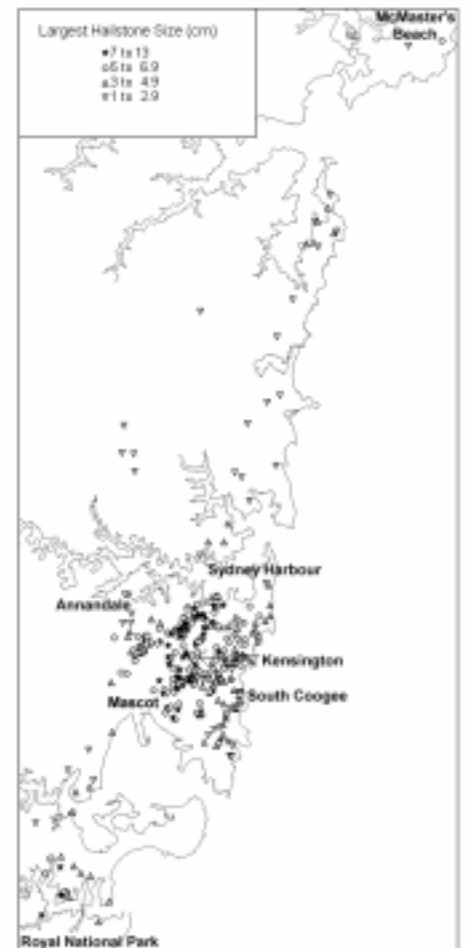 Largest Hailstone Size (cm)
7 to 13
5 to 6.9
3 to 4.9
1 to 2.9
McMaster's
Beach
Sydney Harbour
Annandale
Kensington
South Coogee
Mascot
Royal National Park